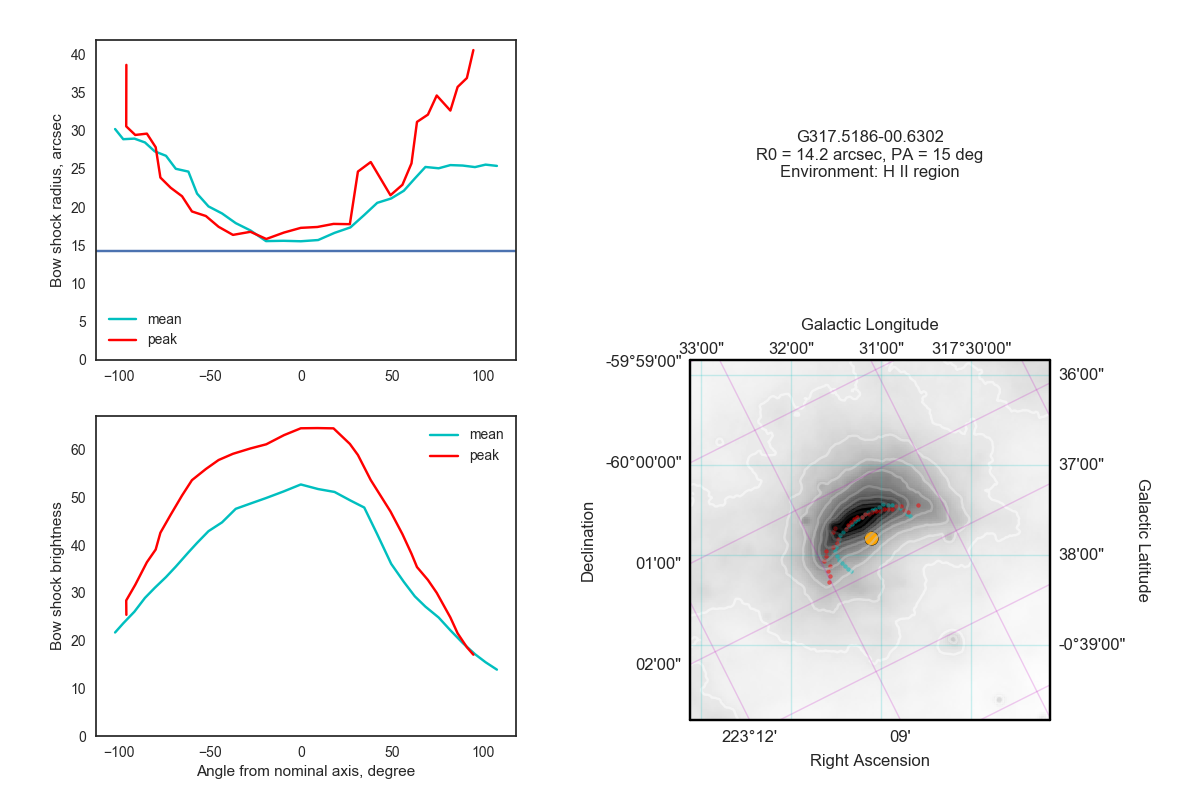 40
35
30
25
20
15
10
5
0
Bow shock radius, arcsec
mean
peak
−100
−50
0
50
100
60
50
40
30
20
10
0
Bow shock brightness
mean
peak
−100
−50
0
50
100
Angle from nominal axis, degree
G317.5186-00.6302
R0 = 14.2 arcsec, PA = 15 deg
Environment: H II region
Galactic Longitude
33'00"
32'00"
31'00"
317°30'00"
-59°59'00"
-60°00'00"
01'00"
02'00"
Declination
36'00"
37'00"
38'00"
-0°39'00"
Galactic Latitude
223°12'
09'
Right Ascension